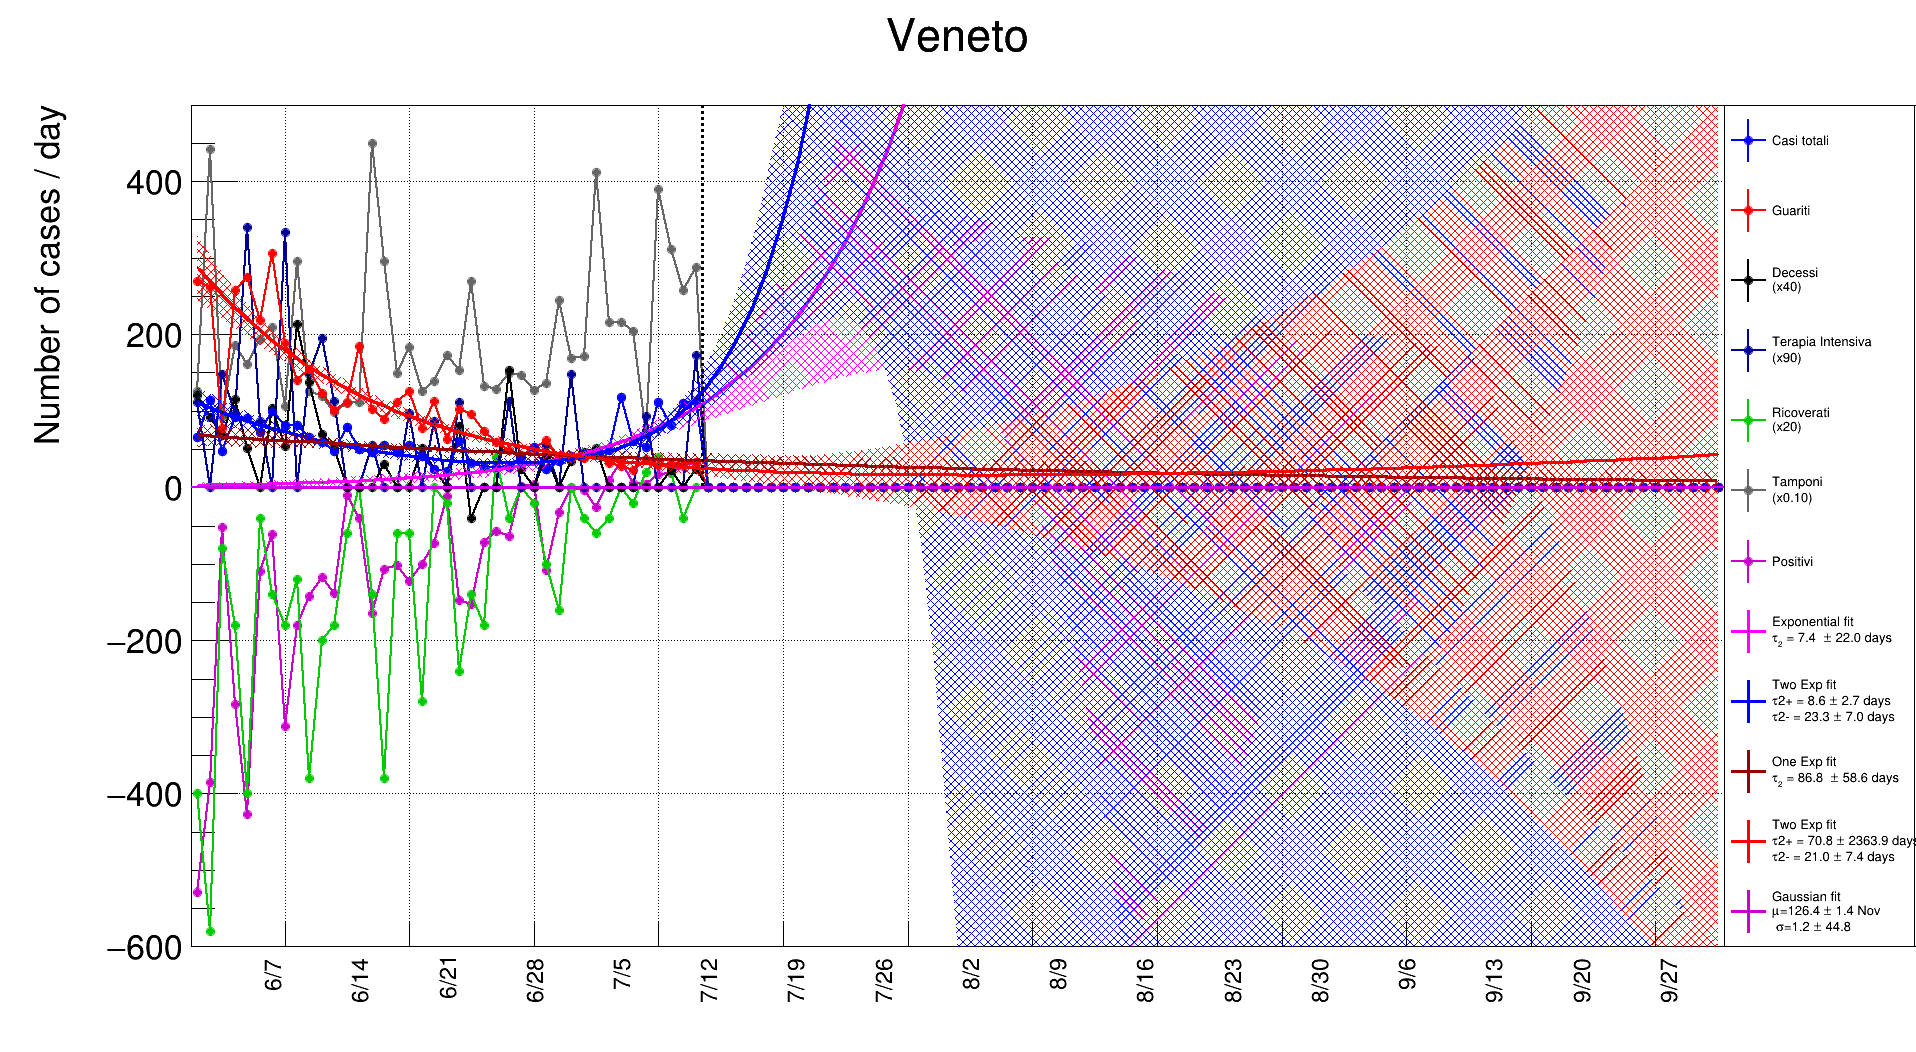 Veneto
Number of cases / day
400
200
0
−200
−400
−600
6/7
6/14
6/21
6/28
7/5
7/12
7/19
7/26
8/2
8/9
8/16
8/23
8/30
9/6
9/13
9/20
9/27
Casi totali
Guariti
Decessi
(x40)
Terapia Intensiva
(x90)
Ricoverati
(x20)
Tamponi
(x0.10)
Positivi
Exponential fit
τ₂ = 7.4 ± 22.0 days
Two Exp fit
τ2+ = 8.6 ± 2.7 days
τ2- = 23.3 ± 7.0 days
One Exp fit
τ₂ = 86.8 ± 58.6 days
Two Exp fit
τ2+ = 70.8 ± 2363.9 days
τ2- = 21.0 ± 7.4 days
Gaussian fit
μ=126.4 ± 1.4 Nov
σ=1.2 ± 44.8